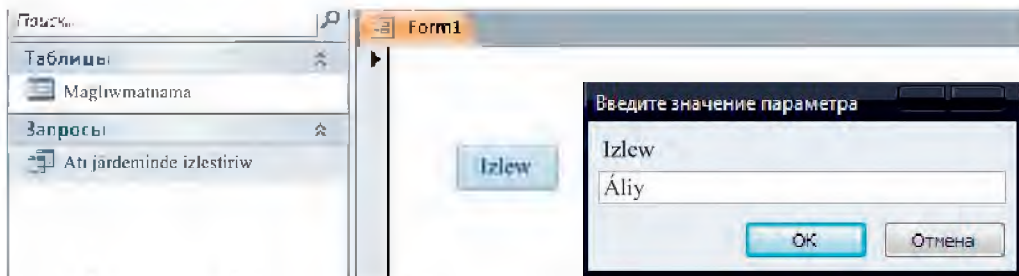 Поиск...
Таблицы
Maglıwmatnama
Запросы
Atı járdeminde izlestiriw
Form1
Izlew
Введите значение параметра
Izlew
Áliy
OK
Отмена